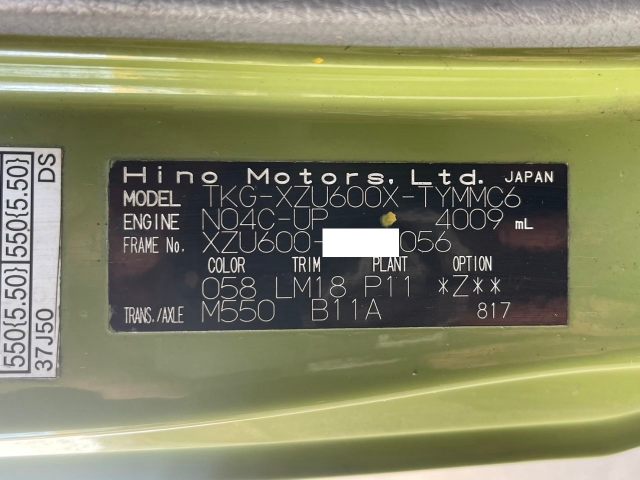 Hino Motors, Ltd. JAPAN
MODEL TKG-XZU600X-TYMMC6
ENGINE N04C-UP 4009 mL
FRAME No. XZU600- 056
COLOR TRIM PLANT OPTION
058 LM18 P11 *Z**
TRANS./AXLE M550 B11A 817
550{5.50} 550{5.50}
37J50 DS